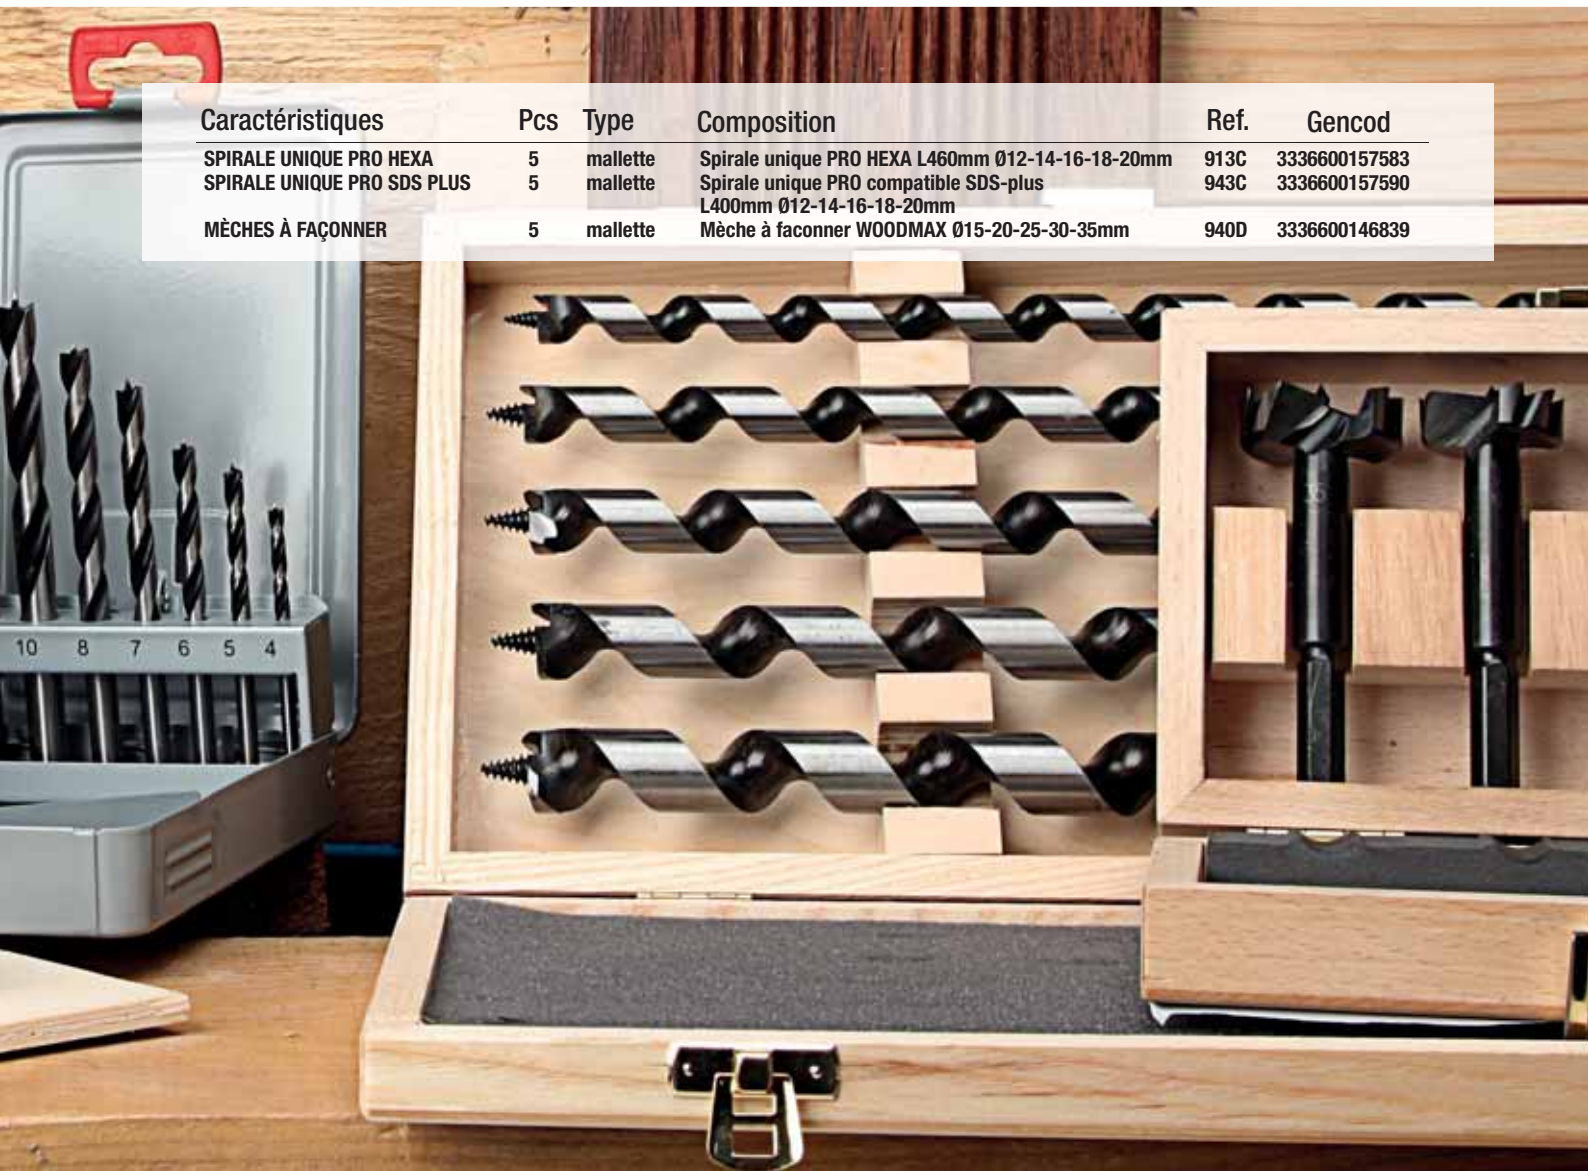 Caractéristiques Pcs Type Composition Ref. Gencod
SPIRALE UNIQUE PRO HEXA 5 mallette Spirale unique PRO HEXA L460mm Ø12-14-16-18-20mm 913C 3336600157583
SPIRALE UNIQUE PRO SDS PLUS 5 mallette Spirale unique PRO compatible SDS-plus 943C 3336600157590
L400mm Ø12-14-16-18-20mm
MÈCHES À FAÇONNER 5 mallette Mèche à faconner WOODMAX Ø15-20-25-30-35mm 940D 3336600146839
35
10 8 7 6 5 4